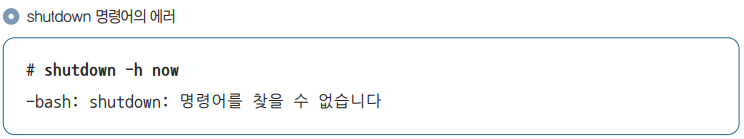 shutdown 명령어의 에러
# shutdown -h now
-bash: shutdown: 명령어를 찾을 수 없습니다